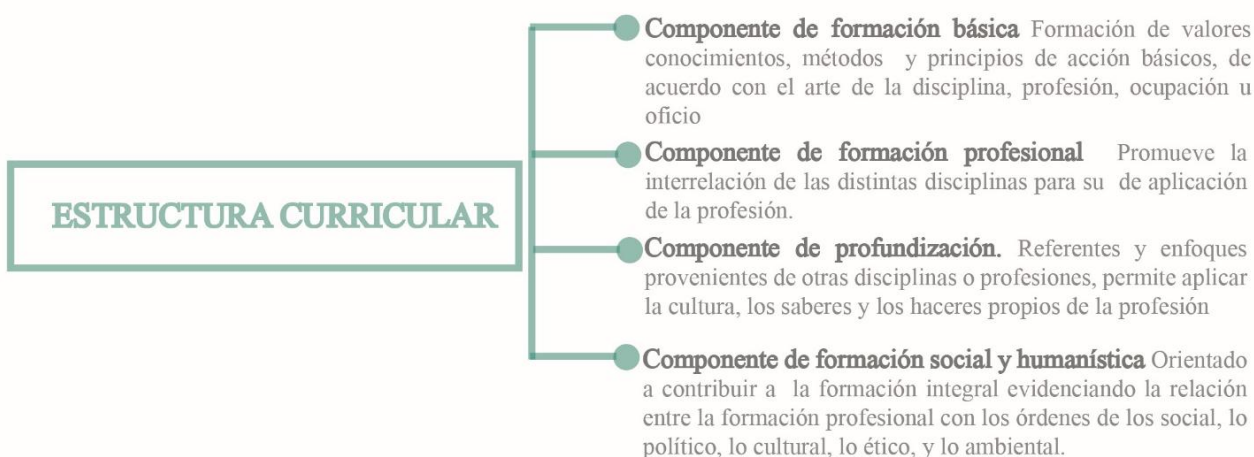 ESTRUCTURA CURRICULAR
Componente de formación básica Formación de valores
conocimientos, métodos y principios de acción básicos, de
acuerdo con el arte de la disciplina, profesión, ocupación u
oficio
Componente de formación profesional Promueve la
interrelación de las distintas disciplinas para su de aplicación
de la profesión.
Componente de profundización. Referentes y enfoques
provenientes de otras disciplinas o profesiones, permite aplicar
la cultura, los saberes y los haceres propios de la profesión
Componente de formación social y humanística Orientado
a contribuir a la formación integral evidenciando la relación
entre la formación profesional con los órdenes de los social, lo
político, lo cultural, lo ético, y lo ambiental.